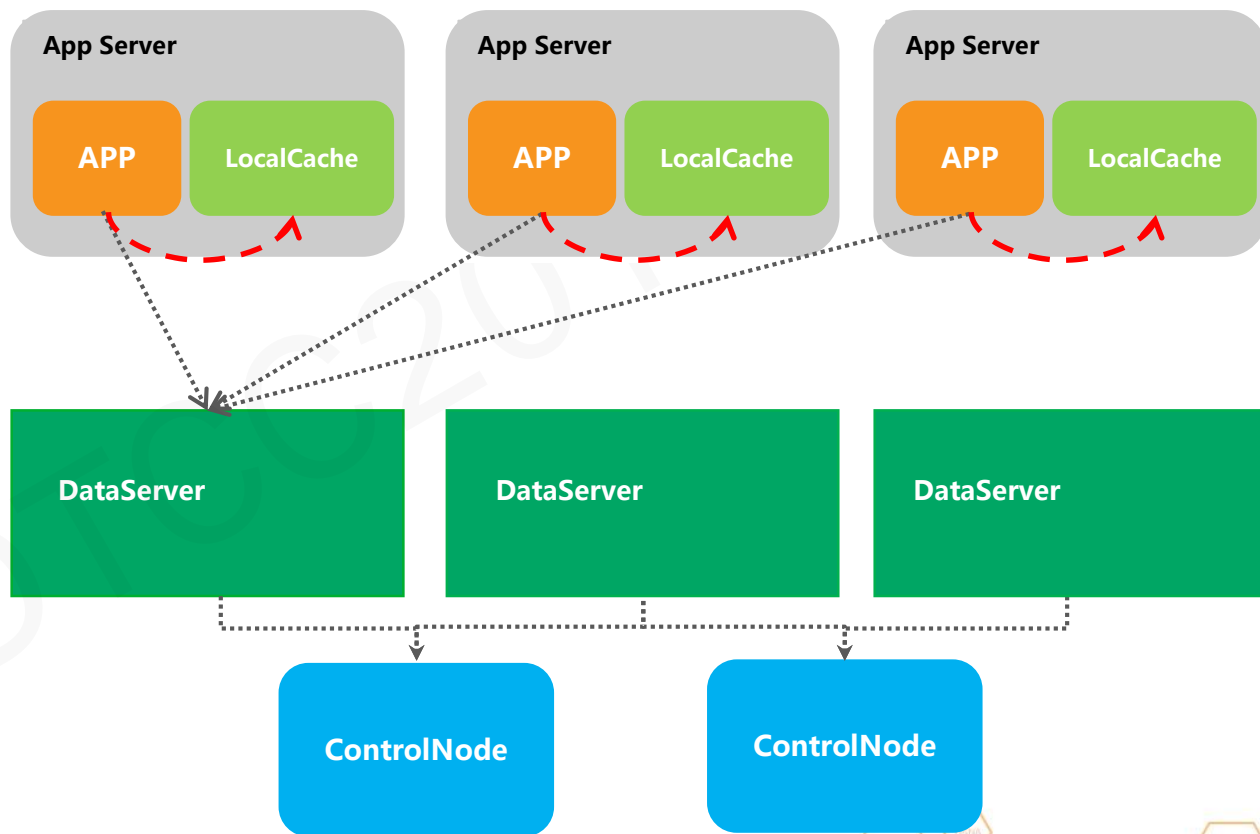 App Server
App Server
App Server
APP
LocalCache
APP
LocalCache
APP
LocalCache
DataServer
DataServer
DataServer
ControlNode
ControlNode